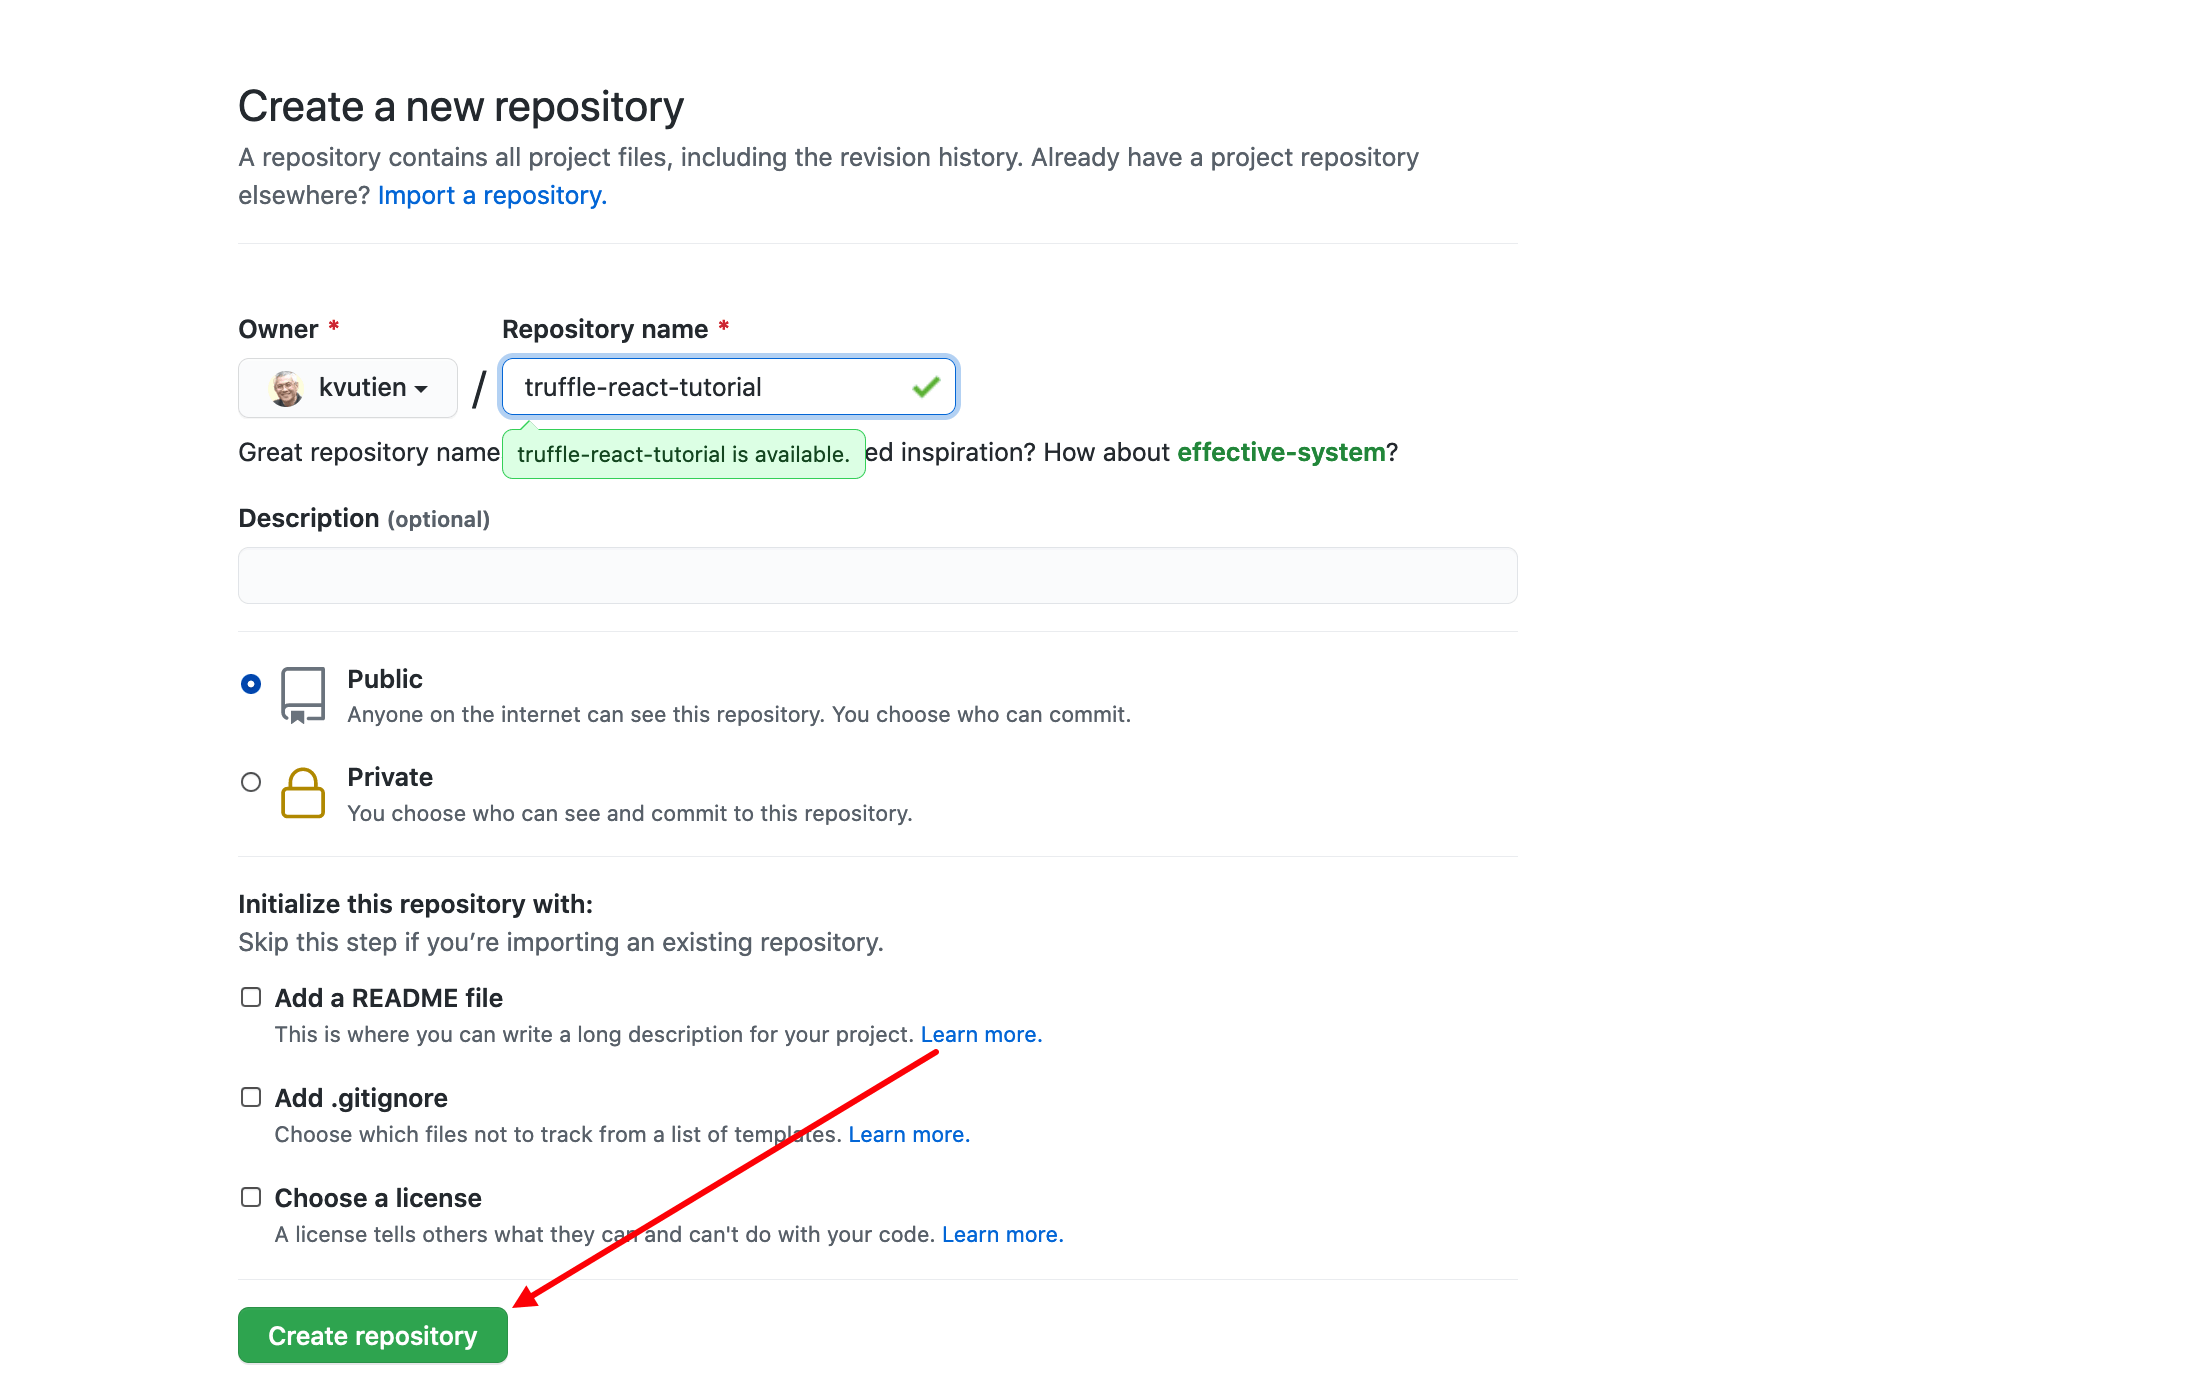 Create a new repository
A repository contains all project files, including the revision history. Already have a project repository
elsewhere? Import a repository.
Owner *
Repository name *
kvutien / truffle-react-tutorial
Great repository name
truffle-react-tutorial is available.
ed inspiration? How about effective-system?
Description (optional)
Public
Anyone on the internet can see this repository. You choose who can commit.
Private
You choose who can see and commit to this repository.
Initialize this repository with:
Skip this step if you’re importing an existing repository.
Add a README file
This is where you can write a long description for your project. Learn more.
Add .gitignore
Choose which files not to track from a list of templates. Learn more.
Choose a license
A license tells others what they can and can't do with your code. Learn more.
Create repository